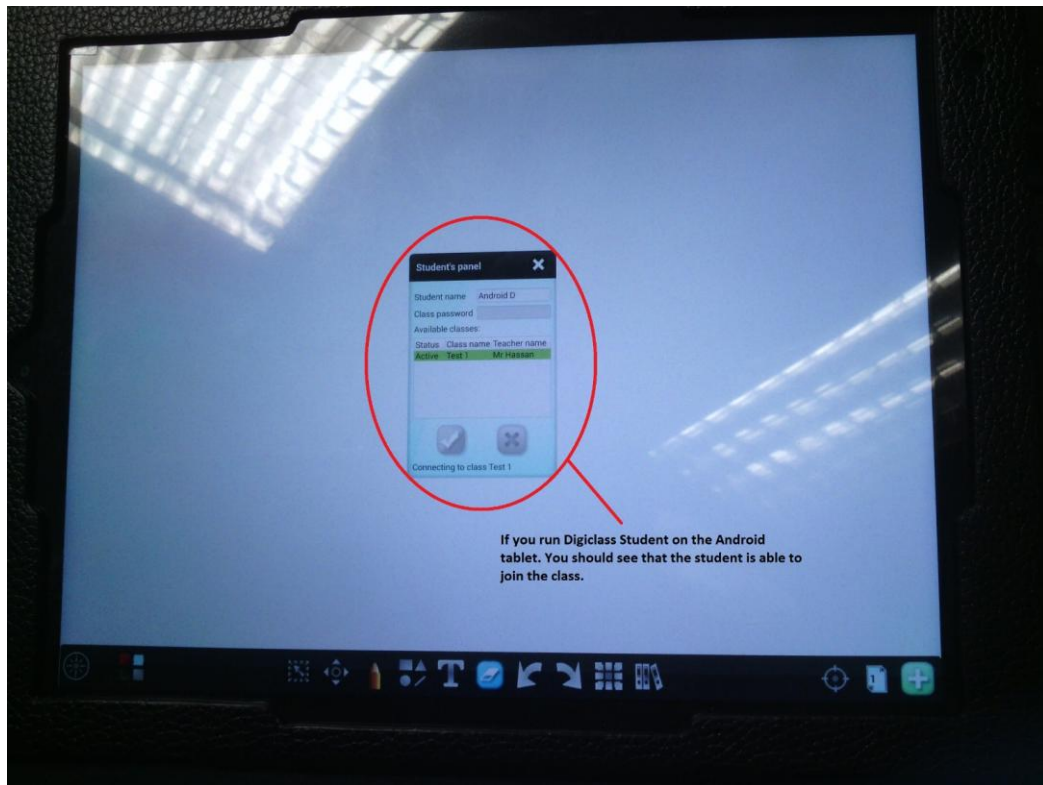 Student's panel
Student name Android D
Class password
Available classes:
Status Class name Teacher name
Active Test 1 Mr Hassan
Connecting to class Test 1
If you run Digiclass Student on the Android
tablet. You should see that the student is able to
join the class.
T
1